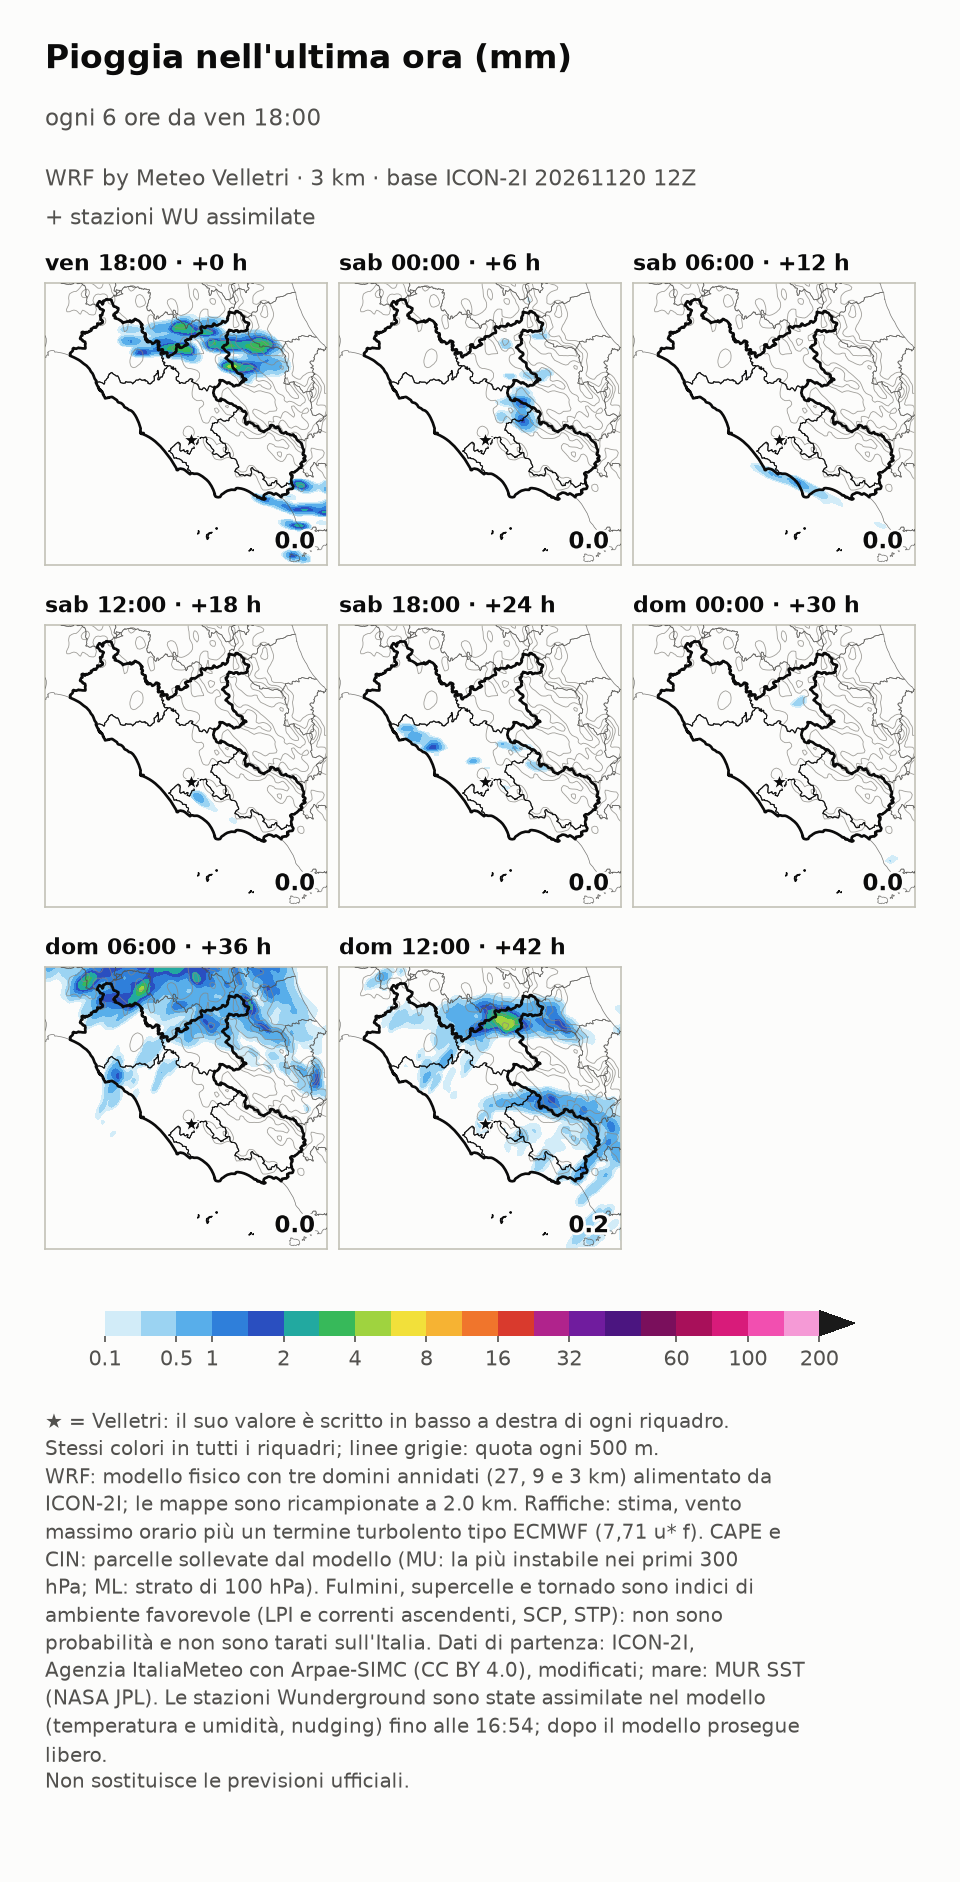 Pioggia nell'ultima ora (mm)
ogni 6 ore da ven 18:00
WRF by Meteo Velletri · 3 km · base ICON-2I 20261120 12Z
+ stazioni WU assimilate
ven 18:00 · +0 h
sab 00:00 · +6 h
sab 06:00 · +12 h
0.0
0.0
0.0
sab 12:00 · +18 h
sab 18:00 · +24 h
dom 00:00 · +30 h
0.0
0.0
0.0
dom 06:00 · +36 h
dom 12:00 · +42 h
0.0
0.2
0.1 0.5 1 2 4 8 16 32 60 100 200
★ = Velletri: il suo valore è scritto in basso a destra di ogni riquadro.
Stessi colori in tutti i riquadri; linee grigie: quota ogni 500 m.
WRF: modello fisico con tre domini annidati (27, 9 e 3 km) alimentato da
ICON-2I; le mappe sono ricampionate a 2.0 km. Raffiche: stima, vento
massimo orario più un termine turbolento tipo ECMWF (7,71 u* f). CAPE e
CIN: parcelle sollevate dal modello (MU: la più instabile nei primi 300
hPa; ML: strato di 100 hPa). Fulmini, supercelle e tornado sono indici di
ambiente favorevole (LPI e correnti ascendenti, SCP, STP): non sono
probabilità e non sono tarati sull'Italia. Dati di partenza: ICON-2I,
Agenzia ItaliaMeteo con Arpae-SIMC (CC BY 4.0), modificati; mare: MUR SST
(NASA JPL). Le stazioni Wunderground sono state assimilate nel modello
(temperatura e umidità, nudging) fino alle 16:54; dopo il modello prosegue
libero.
Non sostituisce le previsioni ufficiali.